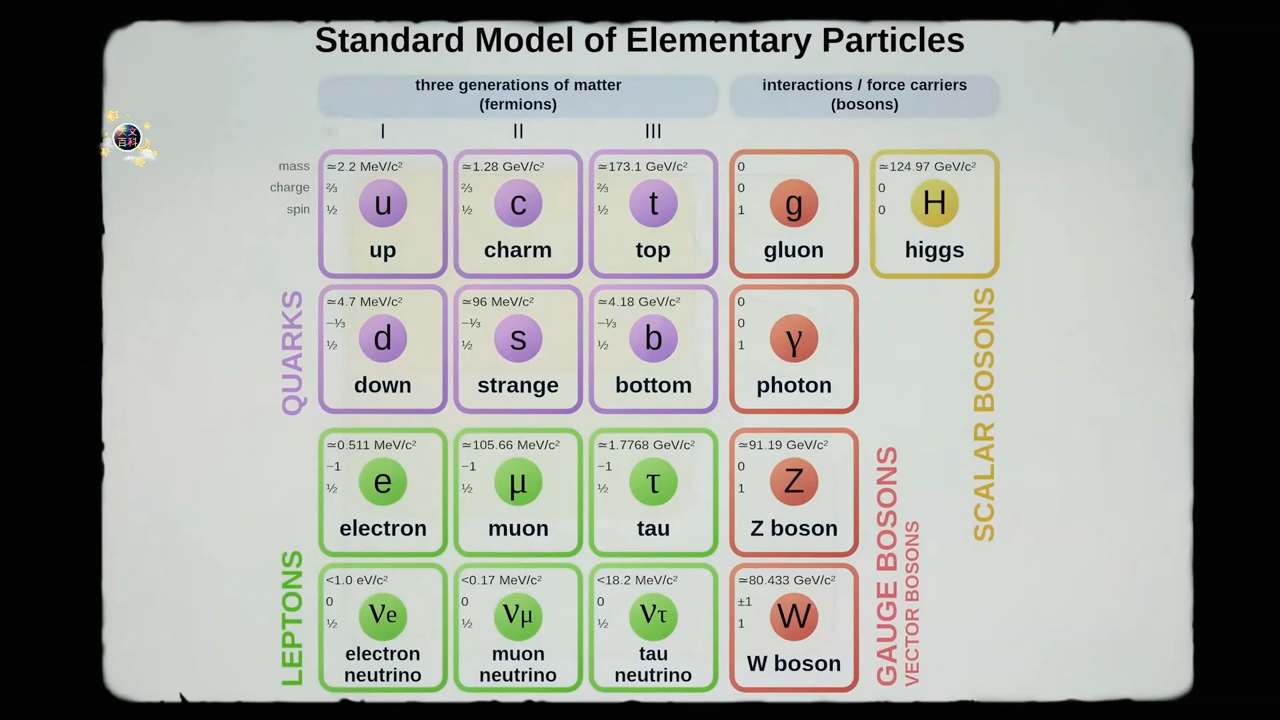 Standard Model of Elementary Particles
three generations of matter
(fermions)
interactions / force carriers
(bosons)
I
II
III
天文
百科
mass
charge
spin
≃2.2 MeV/c²
⅔
½
u
up
≃1.28 GeV/c²
⅔
½
c
charm
≃173.1 GeV/c²
⅔
½
t
top
0
0
1
g
gluon
≃124.97 GeV/c²
0
0
H
higgs
QUARKS
≃4.7 MeV/c²
−⅓
½
d
down
≃96 MeV/c²
−⅓
½
s
strange
≃4.18 GeV/c²
−⅓
½
b
bottom
0
0
1
γ
photon
SCALAR BOSONS
LEPTONS
≃0.511 MeV/c²
−1
½
e
electron
≃105.66 MeV/c²
−1
½
μ
muon
≃1.7768 GeV/c²
−1
½
τ
tau
≃91.19 GeV/c²
0
1
Z
Z boson
GAUGE BOSONS
VECTOR BOSONS
<1.0 eV/c²
0
½
νe
electron
neutrino
<0.17 MeV/c²
0
½
νμ
muon
neutrino
<18.2 MeV/c²
0
½
ντ
tau
neutrino
≃80.433 GeV/c²
±1
1
W
W boson